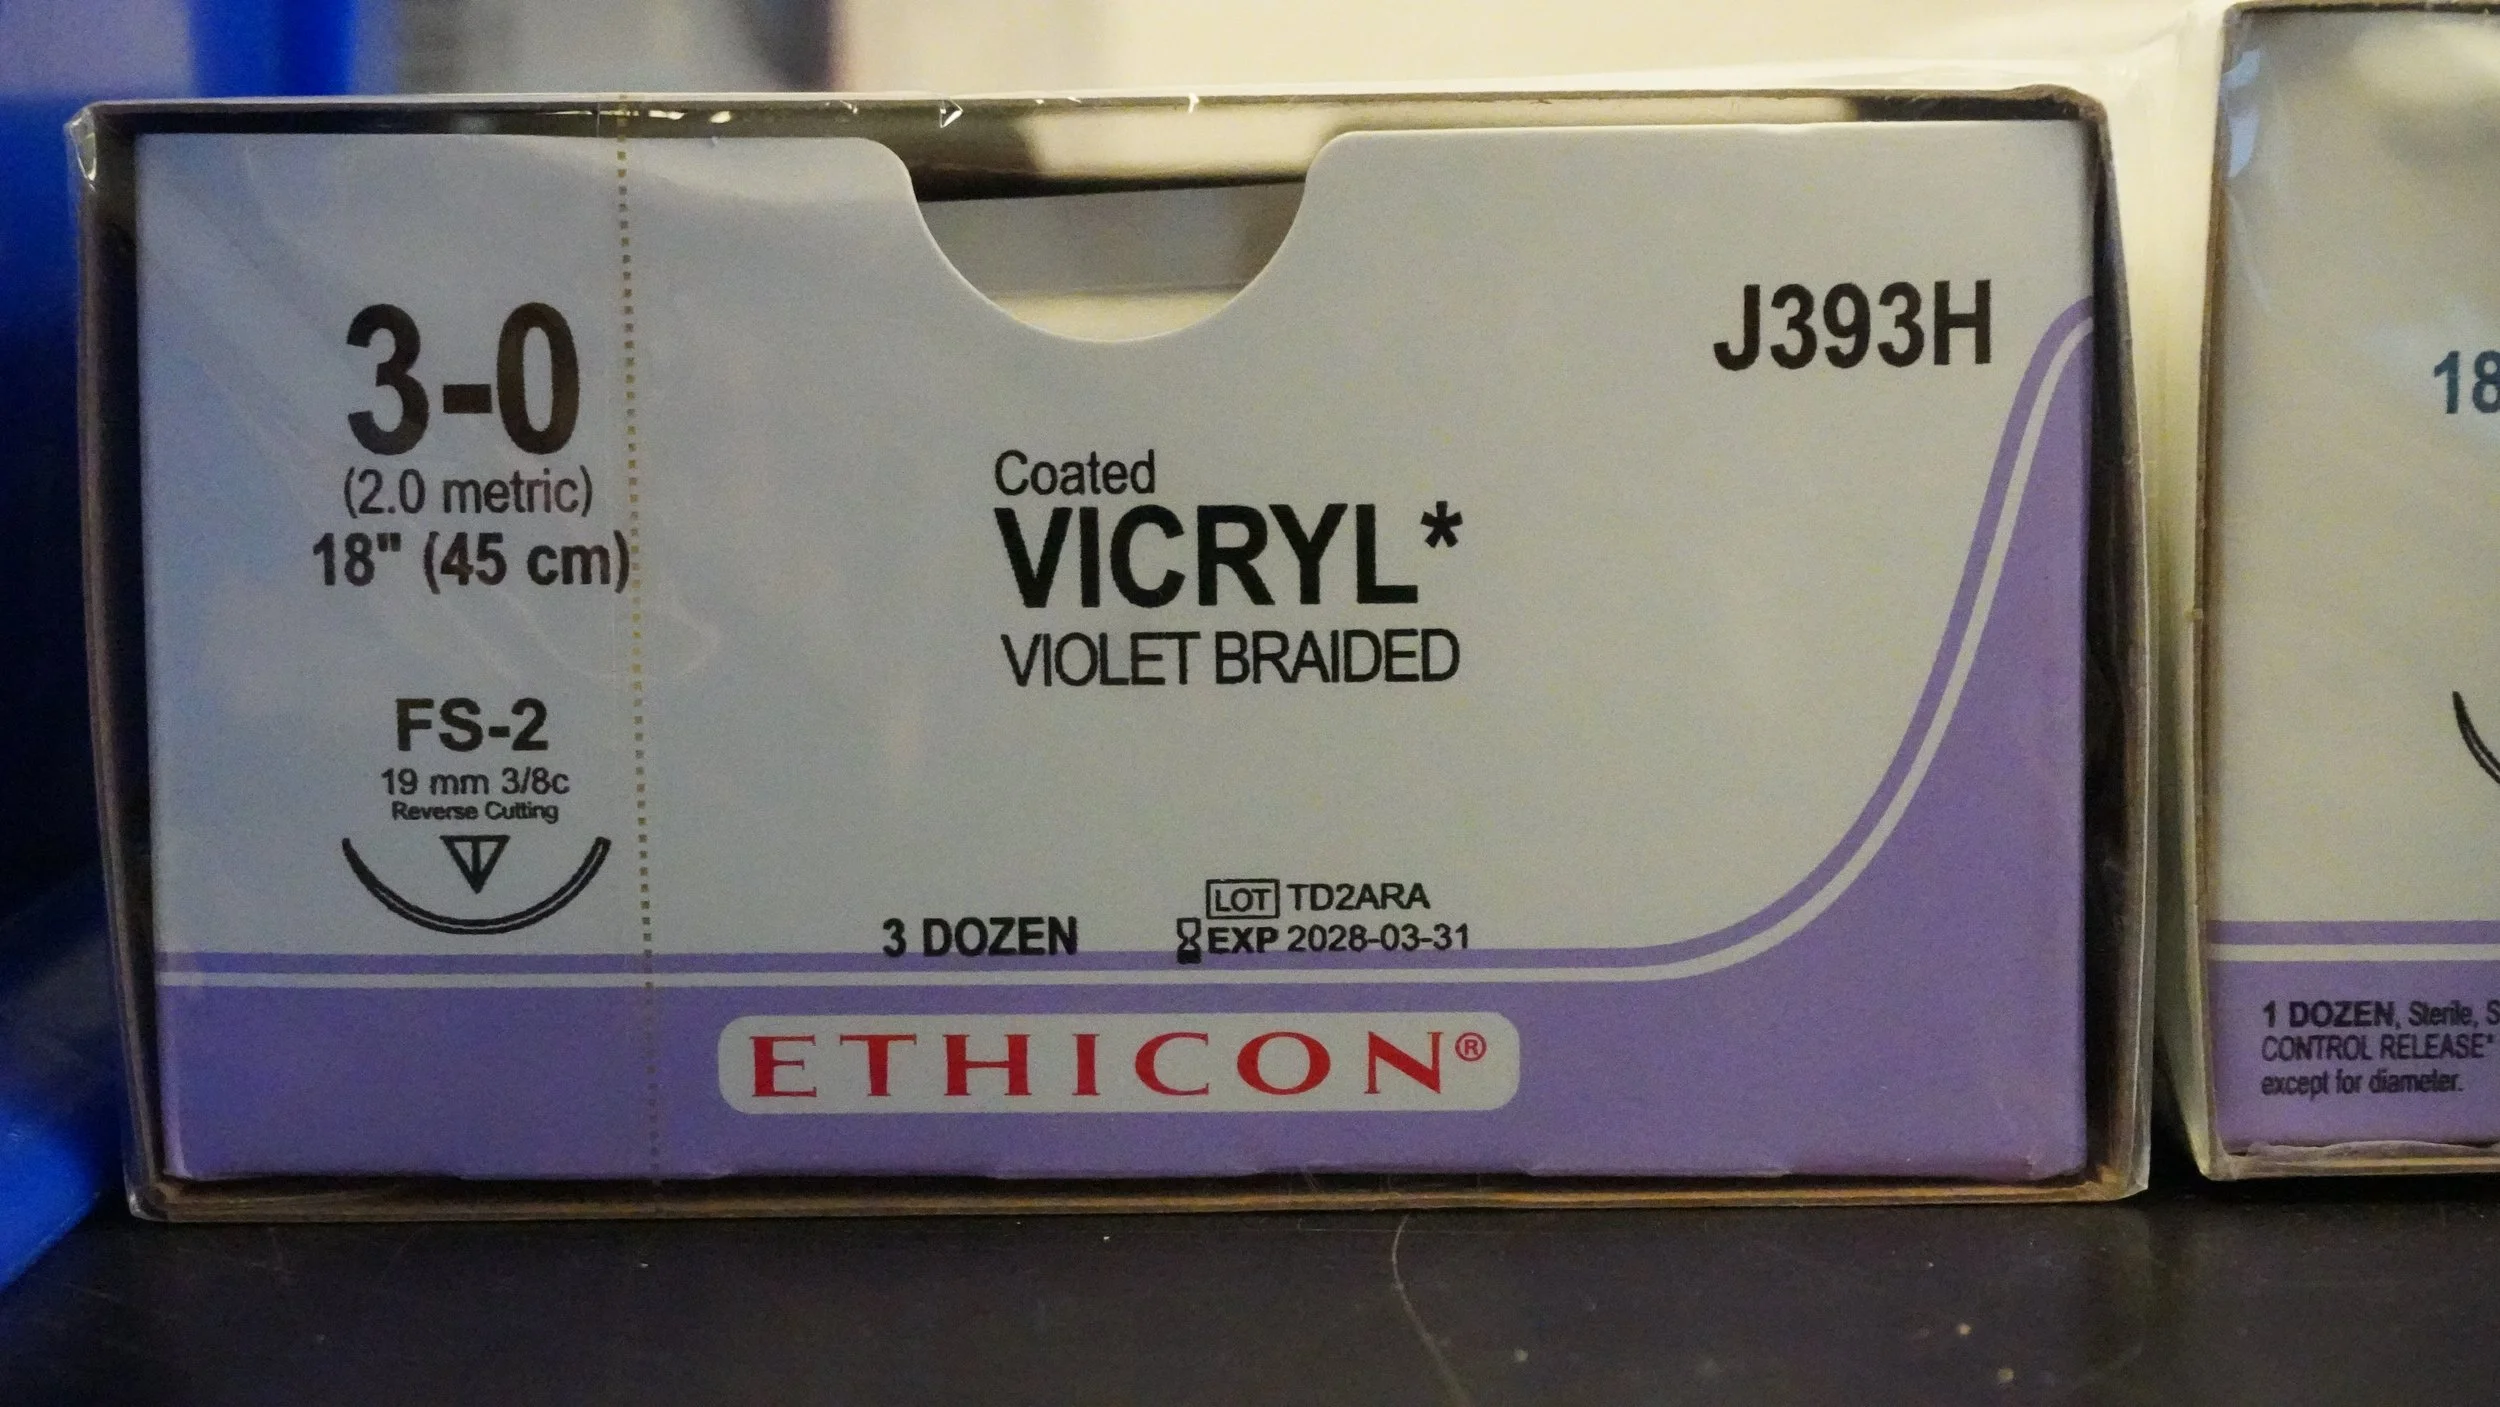 3-0
(2.0 metric)
18" (45 cm)
FS-2
19 mm 3/8c
Reverse Cutting
J393H
Coated
VICRYL*
VIOLET BRAIDED
3 DOZEN
LOT TD2ARA
EXP 2028-03-31
ETHICON®
18
1 DOZEN, Sterile, S
CONTROL RELEASE*
except for diameter.